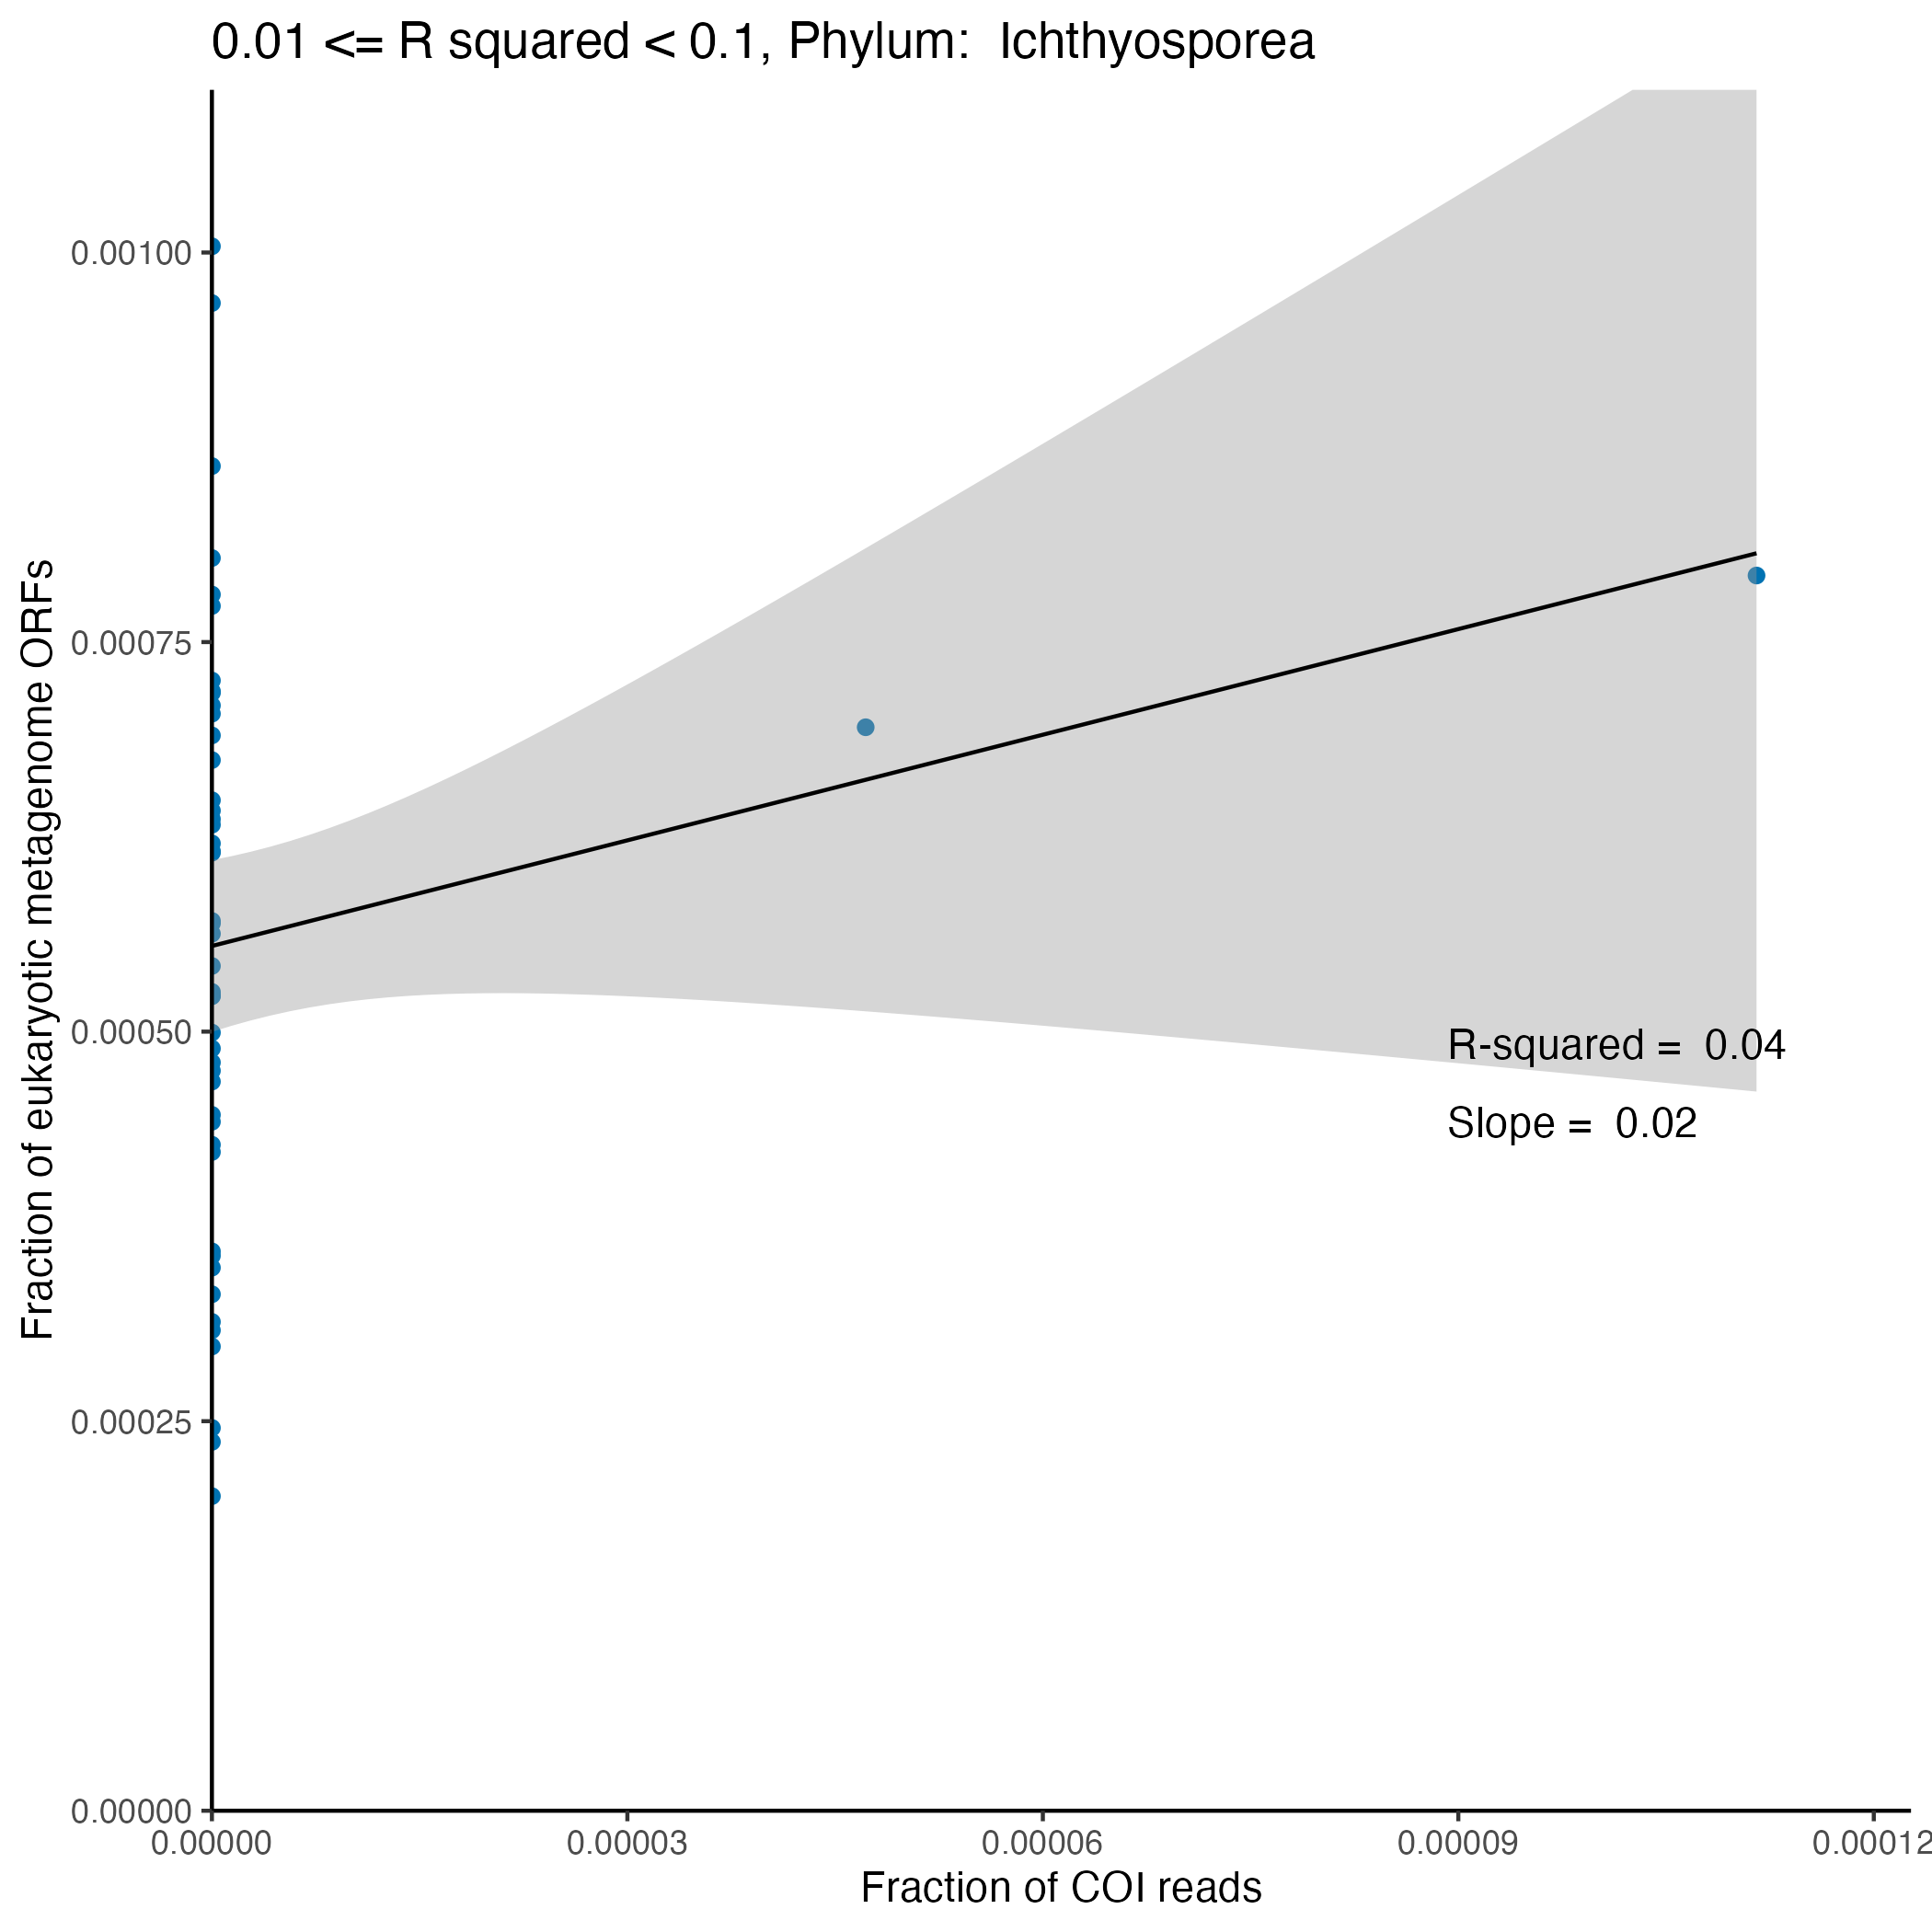 0.01 <= R squared < 0.1, Phylum:  Ichthyosporea
Fraction of eukaryotic metagenome ORFs
0.00100
0.00075
0.00050
0.00025
0.00000
R-squared =  0.04
Slope =  0.02
0.00000
0.00003
0.00006
0.00009
0.00012
Fraction of COI reads